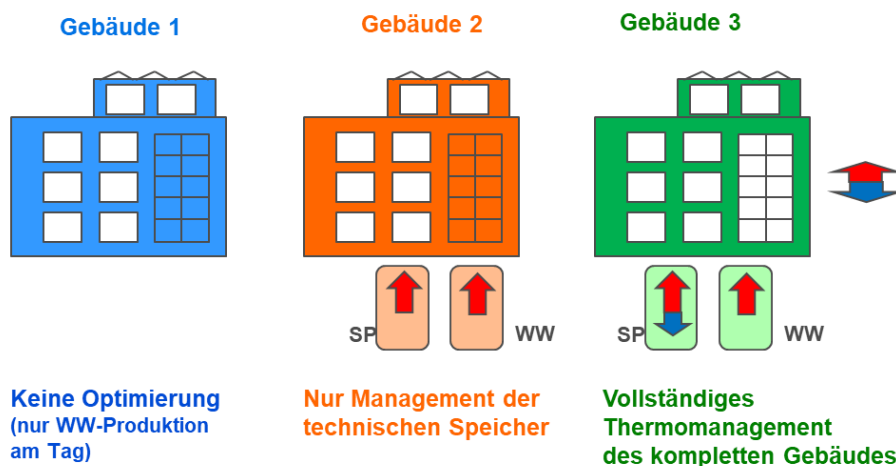 Gebäude 1
Gebäude 2
Gebäude 3
SP
WW
SP
WW
Keine Optimierung
(nur WW-Produktion
am Tag)
Nur Management der
technischen Speicher
Vollständiges
Thermomanagement
des kompletten Gebäudes